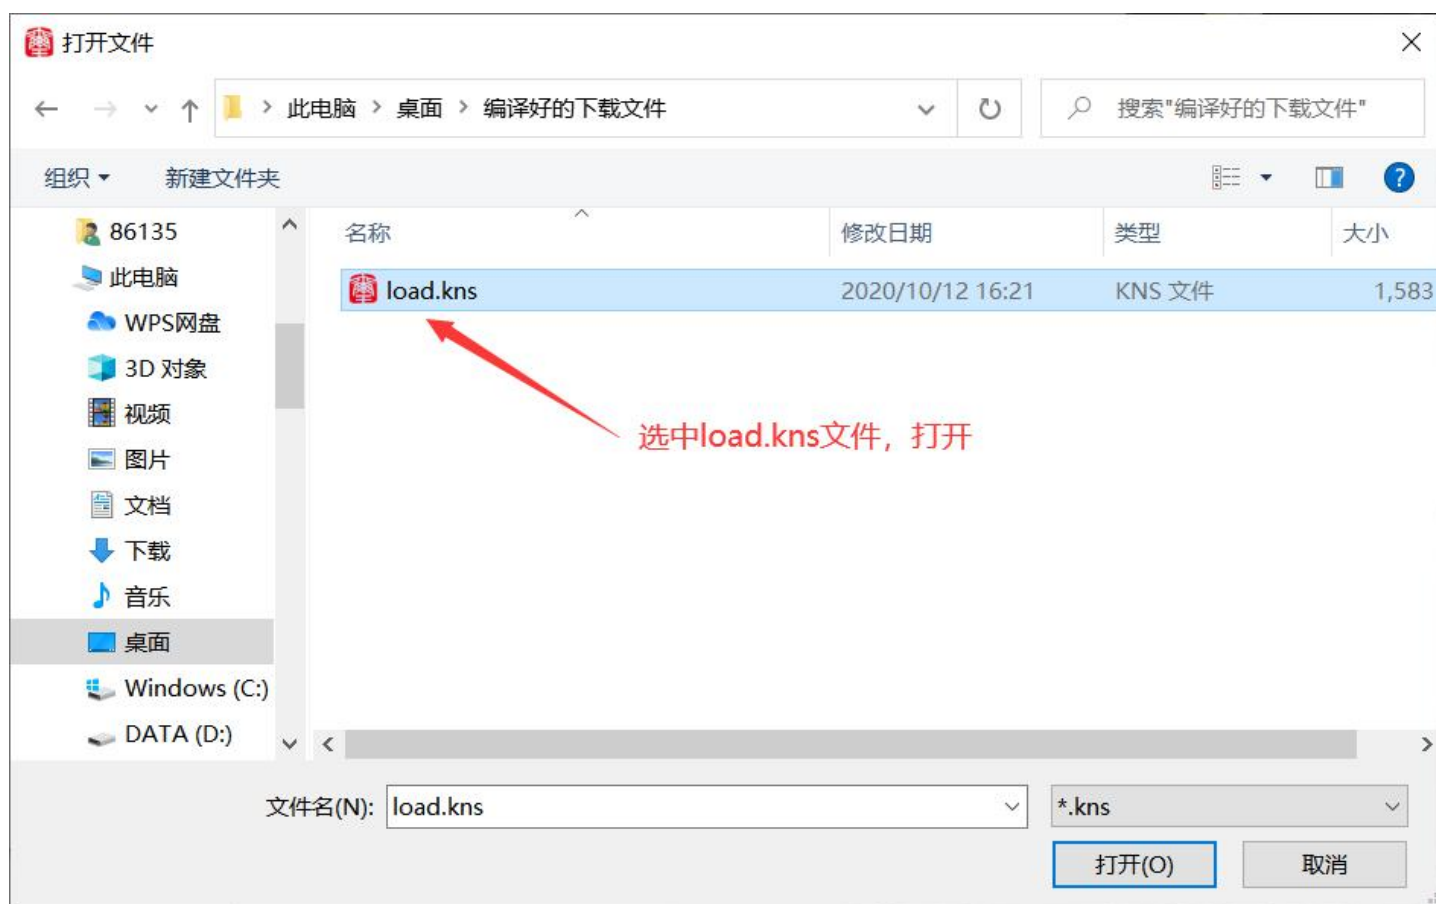 打开文件
此电脑 > 桌面 > 编译好的下载文件
搜索"编译好的下载文件"
组织 新建文件夹
名称 修改日期 类型 大小
load.kns 2020/10/12 16:21 KNS 文件 1,583
选中load.kns文件，打开
86135
此电脑
WPS网盘
3D 对象
视频
图片
文档
下载
音乐
桌面
Windows (C:)
DATA (D:)
文件名(N): load.kns *.kns
打开(O) 取消